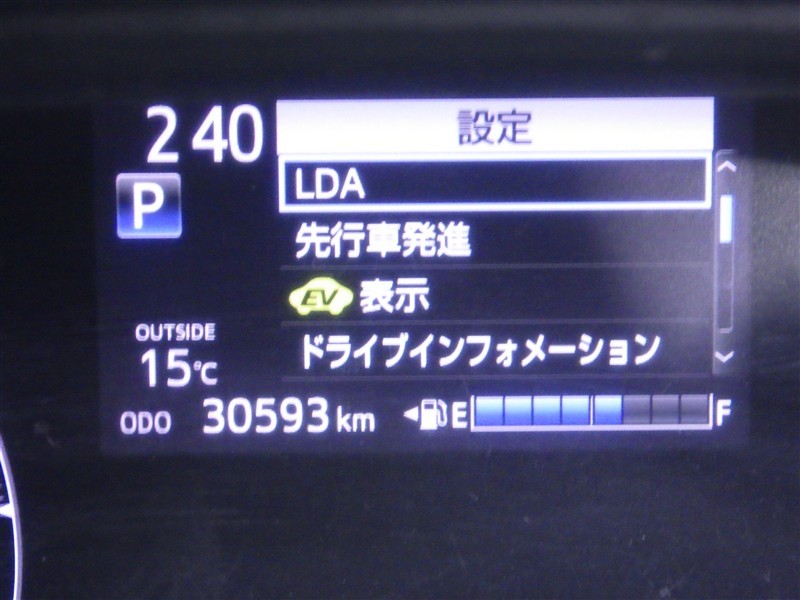 2 40
設定
P
LDA
先行車発進
EV 表示
OUTSIDE
15℃
ドライブインフォメーション
ODO 30593 km
E F